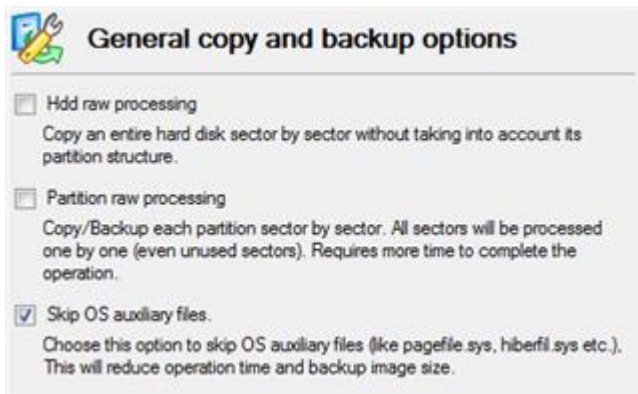 General copy and backup options
Hdd raw processing
Copy an entire hard disk sector by sector without taking into account its
partition structure.
Partition raw processing
Copy/Backup each partition sector by sector. All sectors will be processed
one by one (even unused sectors). Requires more time to complete the
operation.
Skip OS auxiliary files.
Choose this option to skip OS auxiliary files (like pagefile.sys, hiberfil.sys etc.),
This will reduce operation time and backup image size.